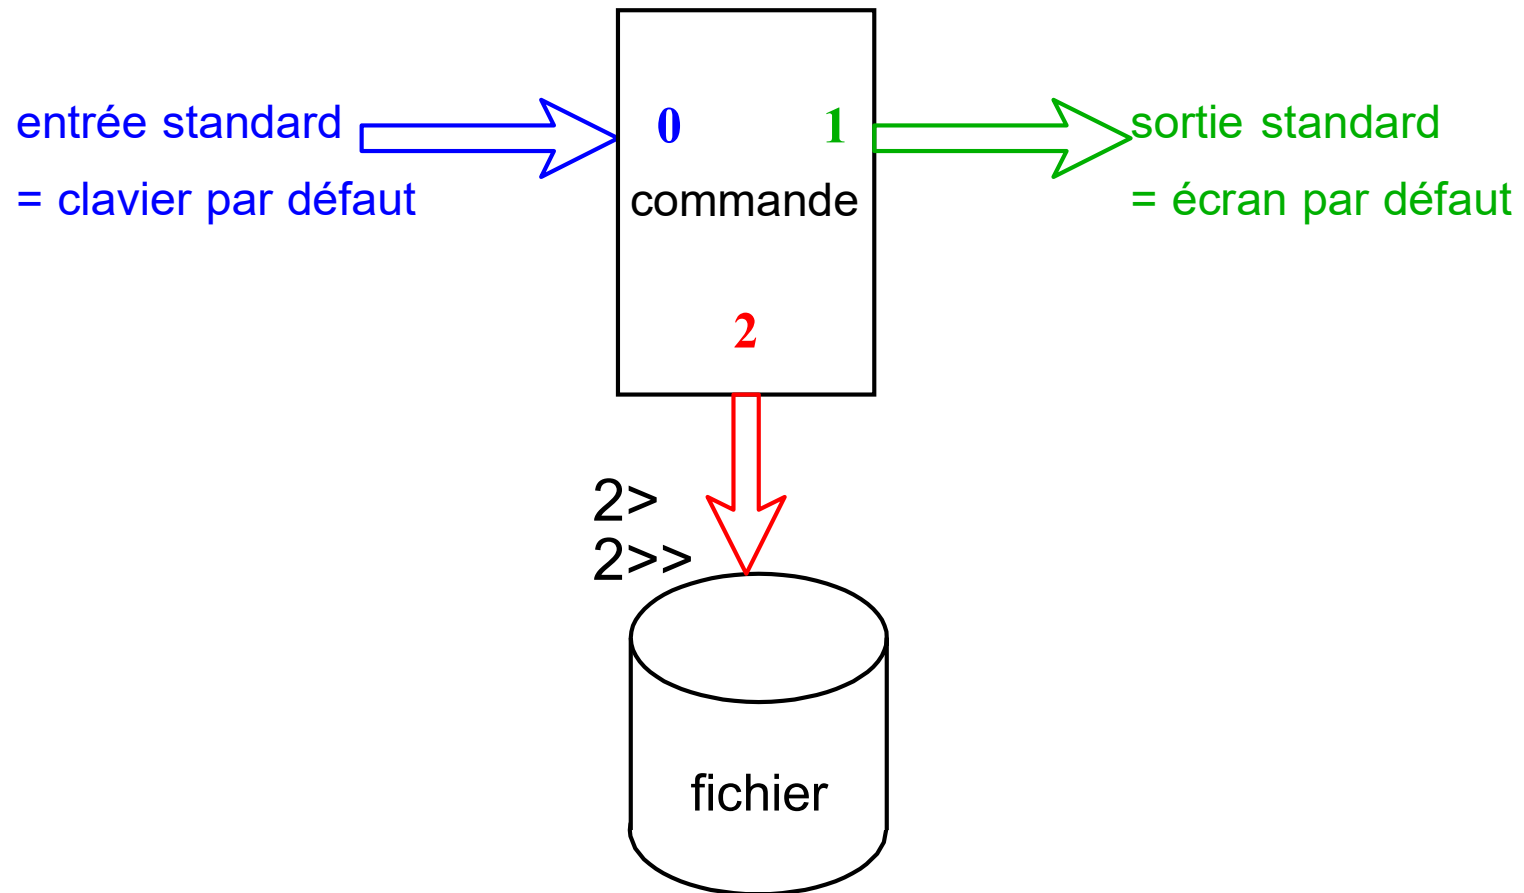 entrée standard
= clavier par défaut
0
1
commande
2
sortie standard
= écran par défaut
2>
2>>
fichier